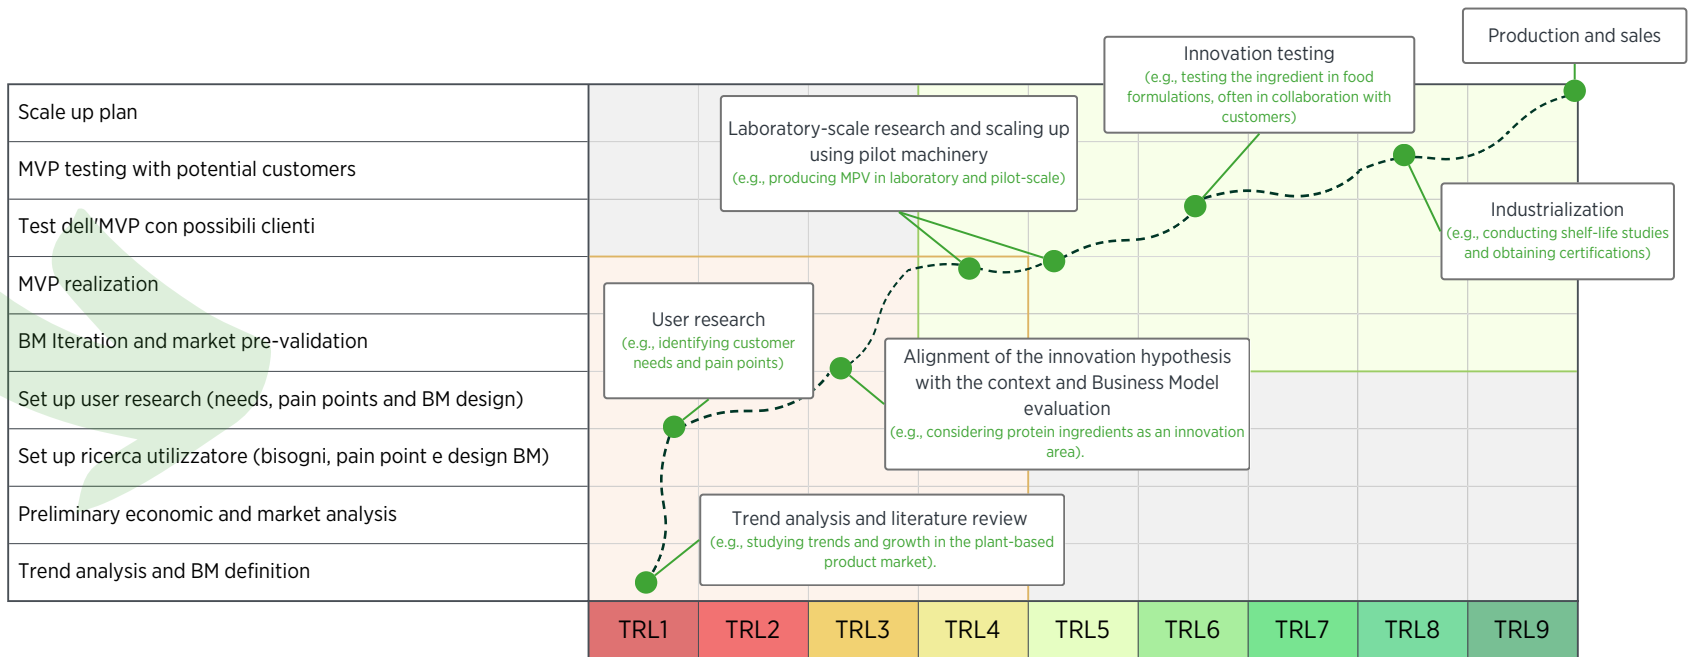 Production and sales
Innovation testing
(e.g., testing the ingredient in food
formulations, often in collaboration with
customers)
Scale up plan
Laboratory-scale research and scaling up
using pilot machinery
(e.g., producing MPV in laboratory and pilot-scale)
MVP testing with potential customers
Industrialization
(e.g., conducting shelf-life studies
and obtaining certifications)
Test dell'MVP con possibili clienti
MVP realization
User research
(e.g., identifying customer
needs and pain points)
BM Iteration and market pre-validation
Alignment of the innovation hypothesis
with the context and Business Model
evaluation
(e.g., considering protein ingredients as an innovation
area).
Set up user research (needs, pain points and BM design)
Set up ricerca utilizzatore (bisogni, pain point e design BM)
Preliminary economic and market analysis
Trend analysis and literature review
(e.g., studying trends and growth in the plant-based
product market).
Trend analysis and BM definition
TRL1 TRL2 TRL3 TRL4 TRL5 TRL6 TRL7 TRL8 TRL9